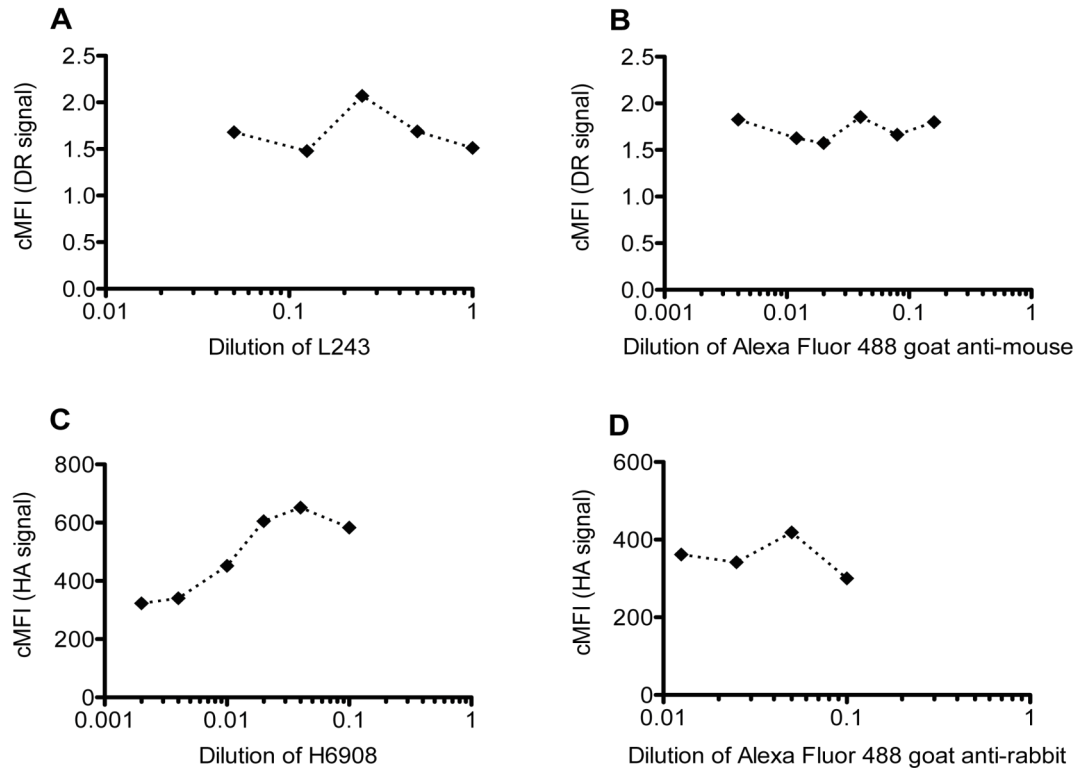 A
cMFI (DR signal)
2.5
2.0
1.5
1.0
0.5
0.0
0.01
0.1
1
Dilution of L243
B
cMFI (DR signal)
2.5
2.0
1.5
1.0
0.5
0.0
0.001
0.01
0.1
1
Dilution of Alexa Fluor 488 goat anti-mouse
C
cMFI (HA signal)
800
600
400
200
0
0.001
0.01
0.1
1
Dilution of H6908
D
cMFI (HA signal)
600
400
200
0
0.01
0.1
1
Dilution of Alexa Fluor 488 goat anti-rabbit